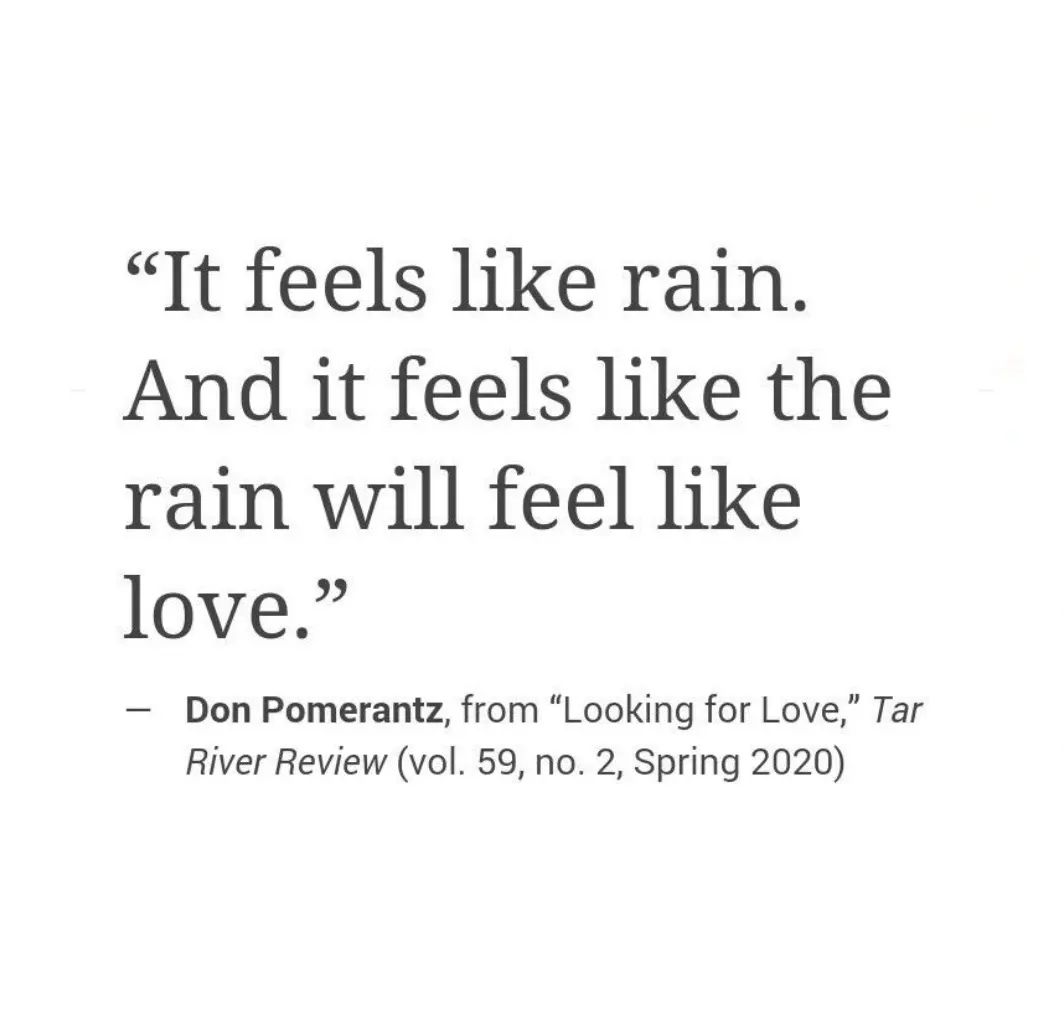 “It feels like rain.
And it feels like the
rain will feel like
love.”
— Don Pomerantz, from “Looking for Love,” Tar
River Review (vol. 59, no. 2, Spring 2020)